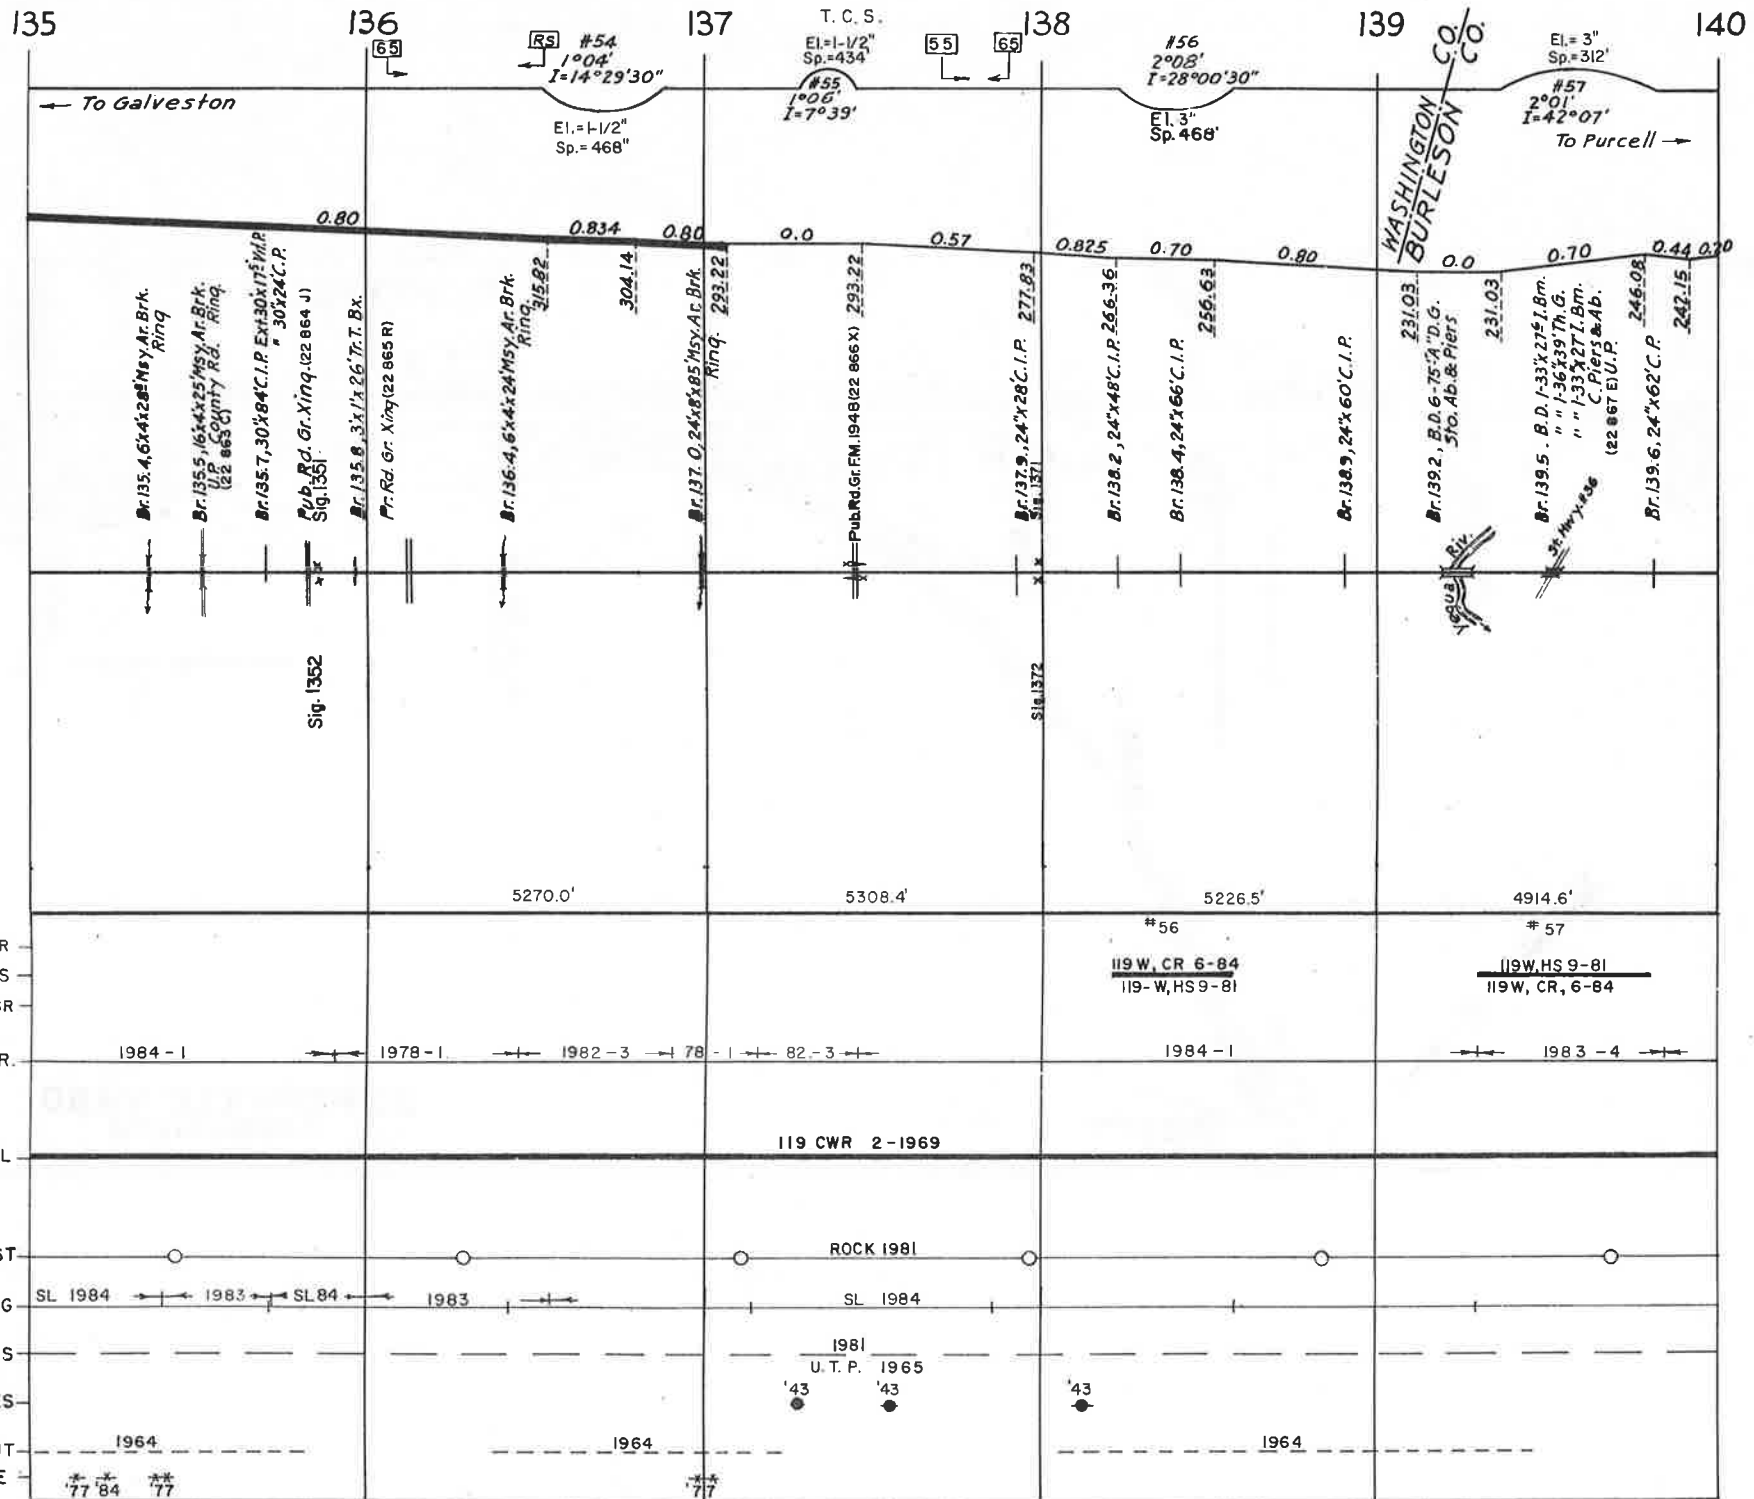 135 136 137 T. C. S. 138 139 140
65 RS #54 El.=1-1/2" 55 65 #56 CO. CO. El.= 3"
1°04' Sp.=434' 2°08' Sp.=312'
I=14°29'30" #55 I=28°00'30" #57
← To Galveston 1°06' 2°01'
I=7°39' I=42°07'
El.=1-1/2" El. 3" WASHINGTON To Purcell →
Sp.= 468" Sp. 468' BURLESON
0.80 0.834 0.80 0.0 0.57 0.825 0.70 0.80 0.0 0.70 0.44 0.20
315.82 304.14 293.22 293.22 277.83 266.36 256.63 231.03 231.03 246.08 242.15
Br. 135.4, 6'x4'x28⁸'Msy. Ar. Brk.
Ring
Br. 135.5, 16'x4'x25'Msy. Ar. Brk.
U.P. County Rd. Ring.
(22 863 C)
Br. 135.7, 30"x84'C.I.P. Ext. 30"x17⁵'V.I.P.
" 30"x24'C.P.
Pub. Rd. Gr. X'ing. (22 864 J)
Sig. 1351
Br. 135.8, 3'x1'x26' Tr. T. Bx.
Pr. Rd. Gr. Xing (22 865 R)
Br. 136.4, 6'x4'x24'Msy. Ar. Brk.
Ring.
Br. 137.0, 24'x8'x85'Msy. Ar. Brk.
Ring.
Pub.Rd.Gr.F.M.1948(22 866 X)
Br. 137.9, 24"x28'C.I.P.
Sig. 1371
Br. 138.2, 24"x48'C.I.P.
Br. 138.4, 24"x66'C.I.P.
Br. 138.9, 24"x60'C.I.P.
Br. 139.2, B.D. 6-75'"A"D.G.
Sto. Ab. & Piers
Br. 139.5 - B.D. 1-33'x27⁶ I. Bm.
" " 1-36'x39' Th. G.
" " 1-33'x27' I. Bm.
C. Piers & Ab.
(22 867 E) U.P.
Br. 139.6, 24"x62'C.P.
Yegua Riv.
St. Hwy. #36
Sig. 1352
Sig. 1372
5270.0' 5308.4' 5226.5' 4914.6'
#56 #57
R
S 119 W, CR 6-84 119W, HS 9-81
119-W, HS 9-81 119W, CR, 6-84
SR
R. 1984-1 1978-1 1982-3 78-1 82-3 1984-1 1983-4
L 119 CWR 2-1969
ST ROCK 1981
G SL 1984 1983 SL 84 1983 SL 1984
S 1981
U.T.P. 1965
ES '43 '43 '43
UT 1964 1964 1964
E '77 '84 '77 '77